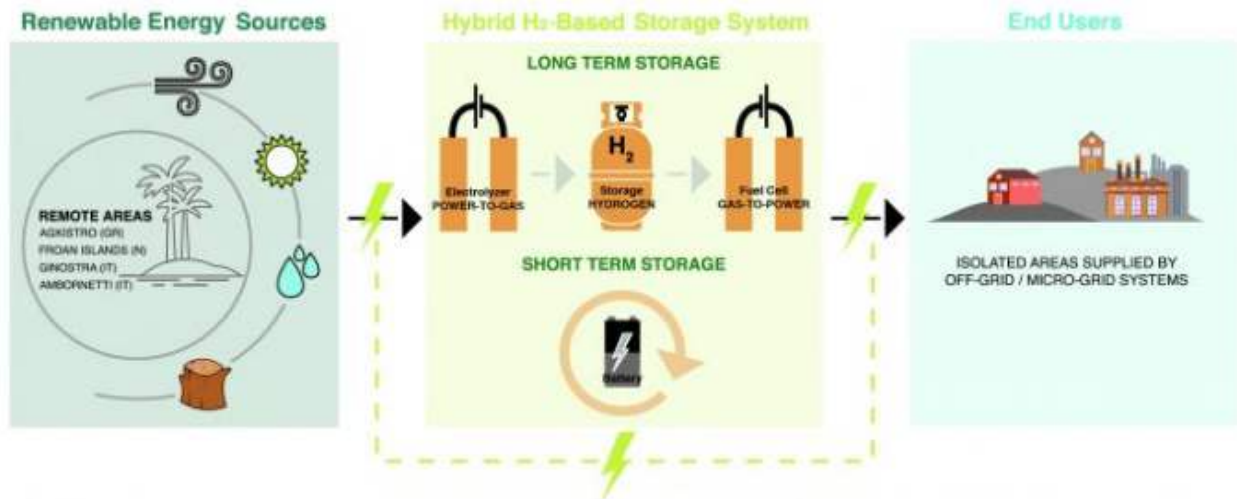 Renewable Energy Sources
REMOTE AREAS
AGKISTRO (GR)
FROAN ISLANDS (N)
GINOSTRA (IT)
AMBORNETTI (IT)
Hybrid H₂-Based Storage System
LONG TERM STORAGE
Electrolyzer
POWER-TO-GAS
H₂
Storage
HYDROGEN
Fuel Cell
GAS-TO-POWER
SHORT TERM STORAGE
Battery
End Users
ISOLATED AREAS SUPPLIED BY
OFF-GRID / MICRO-GRID SYSTEMS